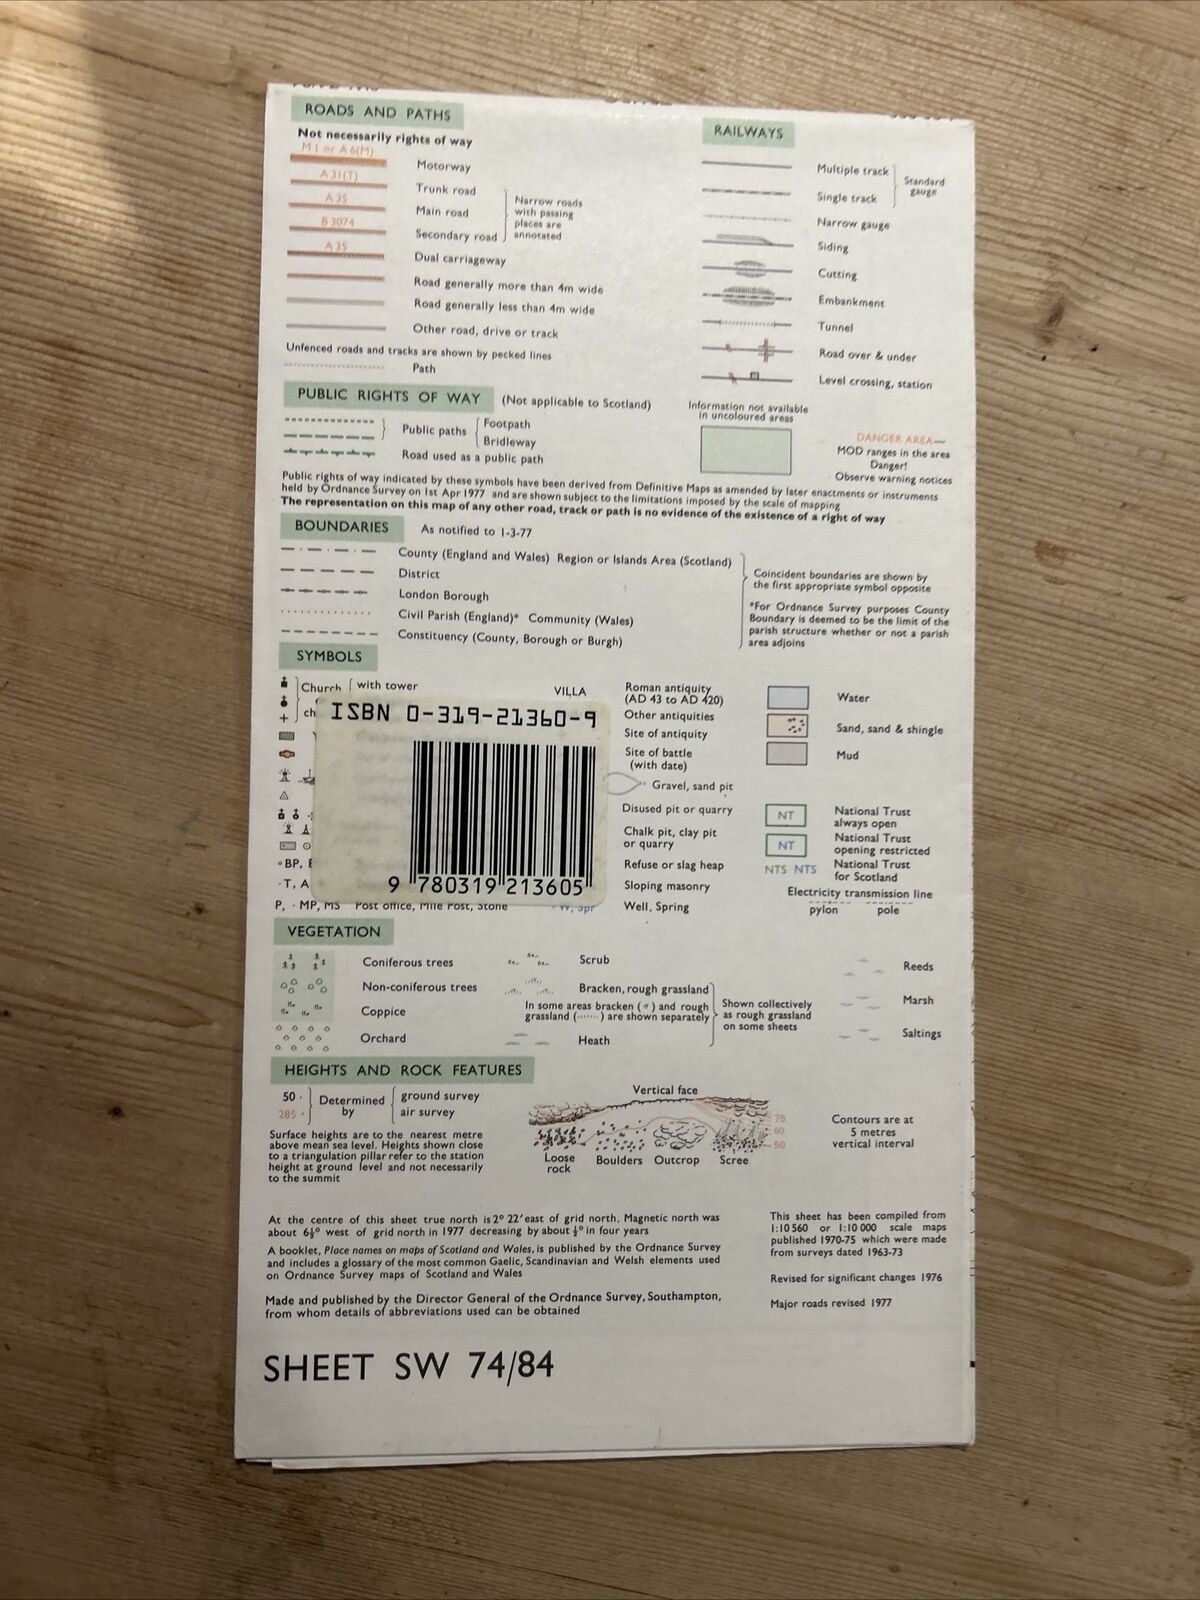 ROADS AND PATHS
Not necessarily rights of way
M 1 or A 6(M)
Motorway
A 31(T)
Trunk road
A 35
Main road
B 3074
Secondary road
Narrow roads
with passing
places are
annotated
A 35
Dual carriageway
Road generally more than 4m wide
Road generally less than 4m wide
Other road, drive or track
Unfenced roads and tracks are shown by pecked lines
Path
RAILWAYS
Multiple track
Single track
Standard
gauge
Narrow gauge
Siding
Cutting
Embankment
Tunnel
Road over & under
Level crossing, station
PUBLIC RIGHTS OF WAY (Not applicable to Scotland)
Public paths
Footpath
Bridleway
Road used as a public path
Information not available
in uncoloured areas
DANGER AREA—
MOD ranges in the area
Danger!
Observe warning notices
Public rights of way indicated by these symbols have been derived from Definitive Maps as amended by later enactments or instruments
held by Ordnance Survey on 1st Apr 1977 and are shown subject to the limitations imposed by the scale of mapping
The representation on this map of any other road, track or path is no evidence of the existence of a right of way
BOUNDARIES As notified to 1-3-77
County (England and Wales) Region or Islands Area (Scotland)
District
London Borough
Civil Parish (England)* Community (Wales)
Constituency (County, Borough or Burgh)
Coincident boundaries are shown by
the first appropriate symbol opposite
*For Ordnance Survey purposes County
Boundary is deemed to be the limit of the
parish structure whether or not a parish
area adjoins
SYMBOLS
Church
with tower
ch
·BP,
·T, A
P, · MP, MS Post office, Mile Post, Stone
ISBN 0-319-21360-9
9 780319 213605
VILLA
Roman antiquity
(AD 43 to AD 420)
Other antiquities
Site of antiquity
Site of battle
(with date)
Gravel, sand pit
Disused pit or quarry
Chalk pit, clay pit
or quarry
Refuse or slag heap
Sloping masonry
· W, Spr
Well, Spring
Water
Sand, sand & shingle
Mud
NT
National Trust
always open
NT
National Trust
opening restricted
NTS NTS
National Trust
for Scotland
Electricity transmission line
pylon pole
VEGETATION
Coniferous trees
Non-coniferous trees
Coppice
Orchard
Scrub
Bracken, rough grassland
In some areas bracken ( ) and rough
grassland (.......) are shown separately
Heath
Shown collectively
as rough grassland
on some sheets
Reeds
Marsh
Saltings
HEIGHTS AND ROCK FEATURES
50 ·
285 ·
Determined
by
ground survey
air survey
Surface heights are to the nearest metre
above mean sea level. Heights shown close
to a triangulation pillar refer to the station
height at ground level and not necessarily
to the summit
Vertical face
75
60
50
Loose
rock
Boulders
Outcrop
Scree
Contours are at
5 metres
vertical interval
At the centre of this sheet true north is 2° 22′ east of grid north. Magnetic north was
about 6½° west of grid north in 1977 decreasing by about ½° in four years
A booklet, Place names on maps of Scotland and Wales, is published by the Ordnance Survey
and includes a glossary of the most common Gaelic, Scandinavian and Welsh elements used
on Ordnance Survey maps of Scotland and Wales
Made and published by the Director General of the Ordnance Survey, Southampton,
from whom details of abbreviations used can be obtained
This sheet has been compiled from
1:10 560 or 1:10 000 scale maps
published 1970-75 which were made
from surveys dated 1963-73
Revised for significant changes 1976
Major roads revised 1977
SHEET SW 74/84